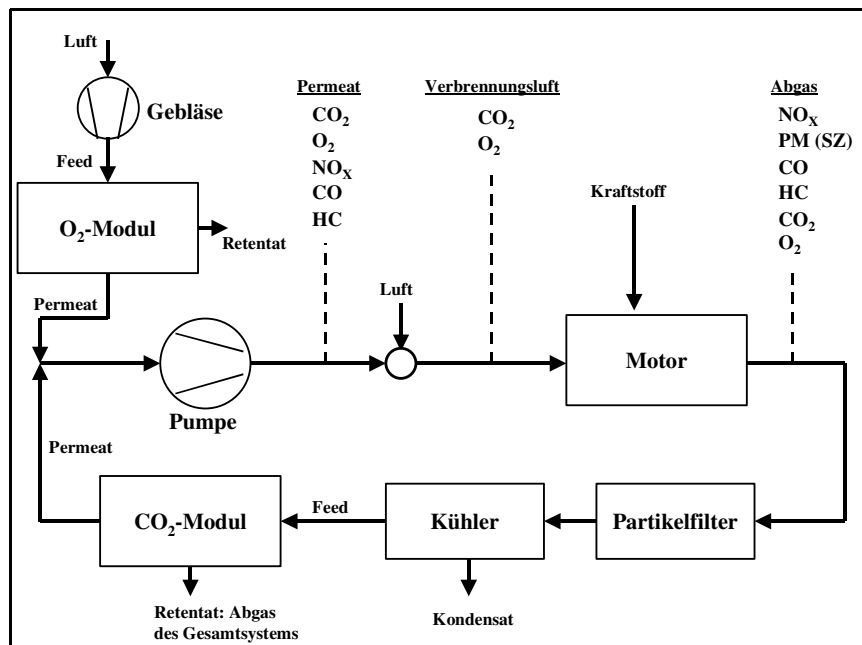 Luft
Gebläse
Feed
O₂-Modul
Retentat
Permeat
Permeat
CO₂
O₂
NOₓ
CO
HC
Verbrennungsluft
CO₂
O₂
Abgas
NOₓ
PM (SZ)
CO
HC
CO₂
O₂
Kraftstoff
Luft
Pumpe
Motor
Permeat
CO₂-Modul
Feed
Kühler
Partikelfilter
Retentat: Abgas
des Gesamtsystems
Kondensat